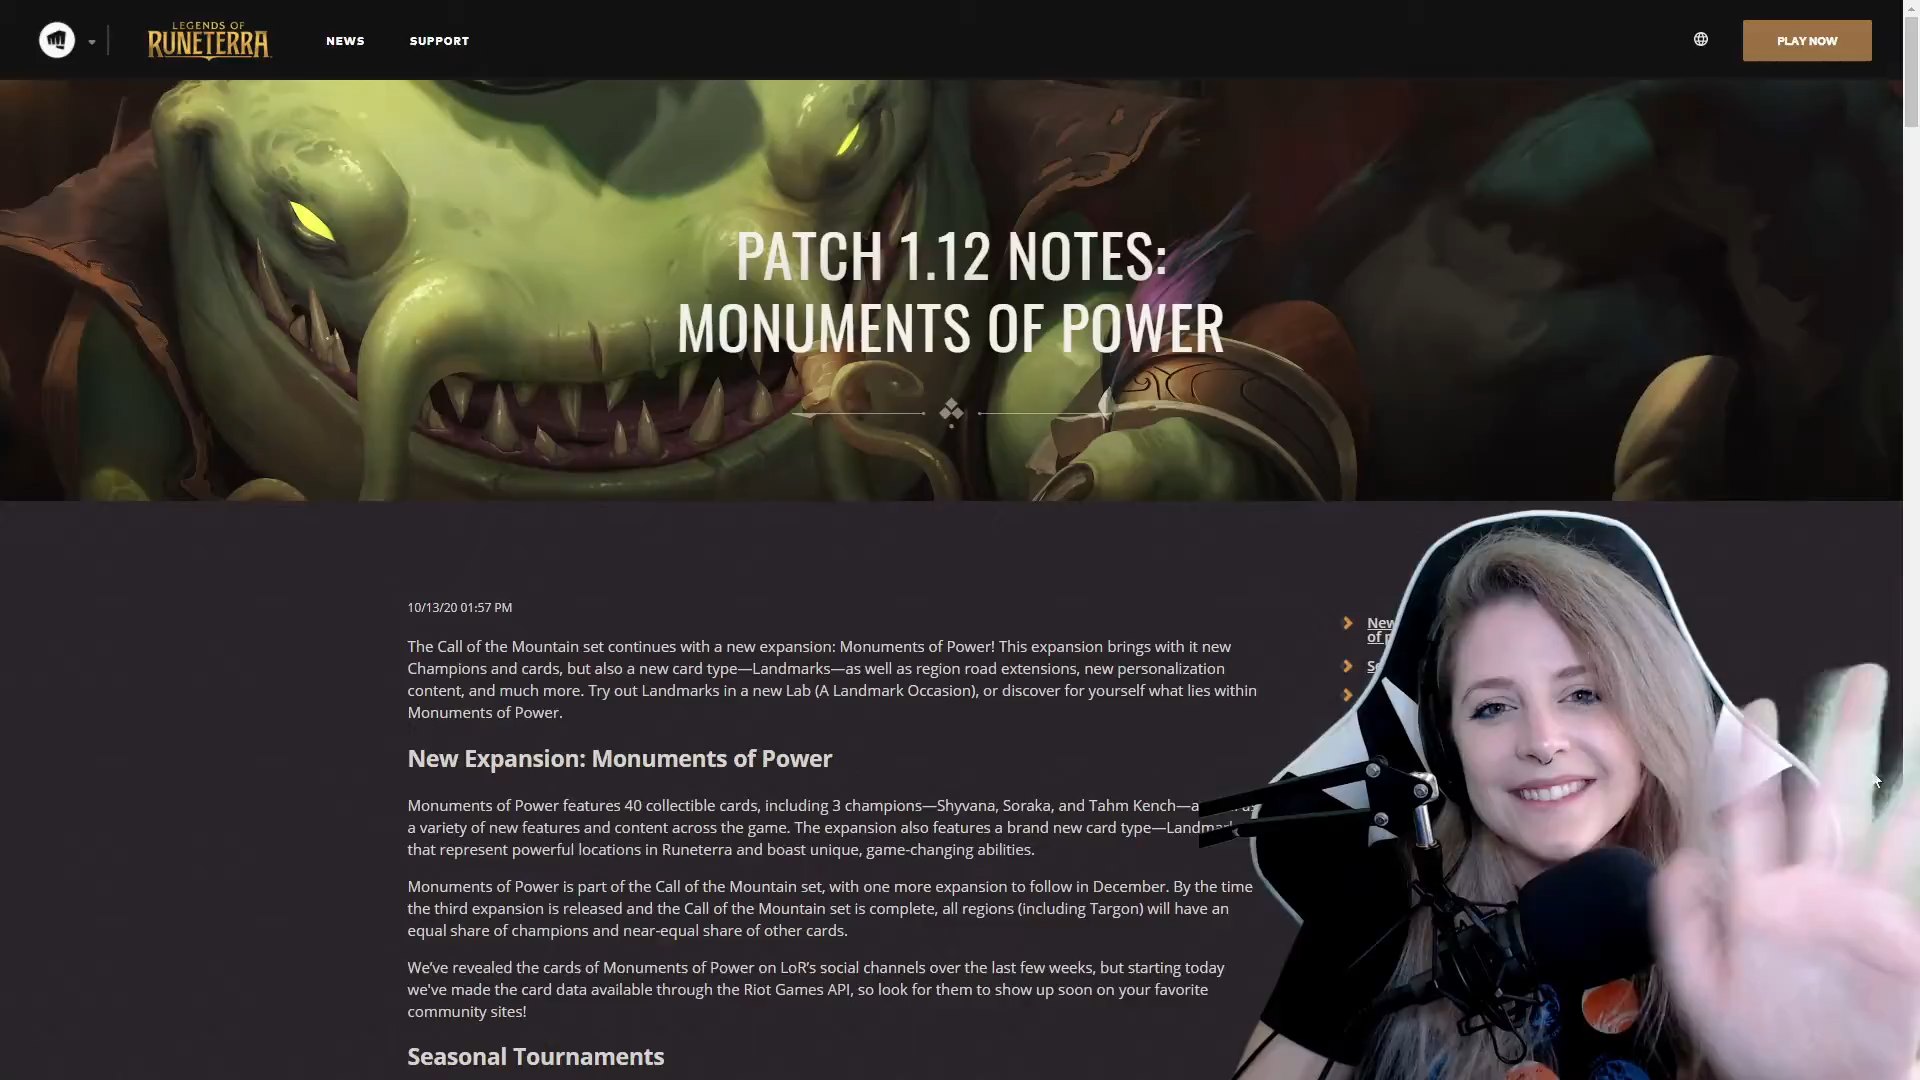 LEGENDS OF
RUNETERRA
NEWS
SUPPORT
PLAY NOW
PATCH 1.12 NOTES:
MONUMENTS OF POWER
10/13/20 01:57 PM
The Call of the Mountain set continues with a new expansion: Monuments of Power! This expansion brings with it new
Champions and cards, but also a new card type—Landmarks—as well as region road extensions, new personalization
content, and much more. Try out Landmarks in a new Lab (A Landmark Occasion), or discover for yourself what lies within
Monuments of Power.
New
of
New Expansion: Monuments of Power
Monuments of Power features 40 collectible cards, including 3 champions—Shyvana, Soraka, and Tahm Kench—
a variety of new features and content across the game. The expansion also features a brand new card type—Landmar
that represent powerful locations in Runeterra and boast unique, game-changing abilities.
Monuments of Power is part of the Call of the Mountain set, with one more expansion to follow in December. By the time
the third expansion is released and the Call of the Mountain set is complete, all regions (including Targon) will have an
equal share of champions and near-equal share of other cards.
We've revealed the cards of Monuments of Power on LoR's social channels over the last few weeks, but starting today
we've made the card data available through the Riot Games API, so look for them to show up soon on your favorite
community sites!
Seasonal Tournaments